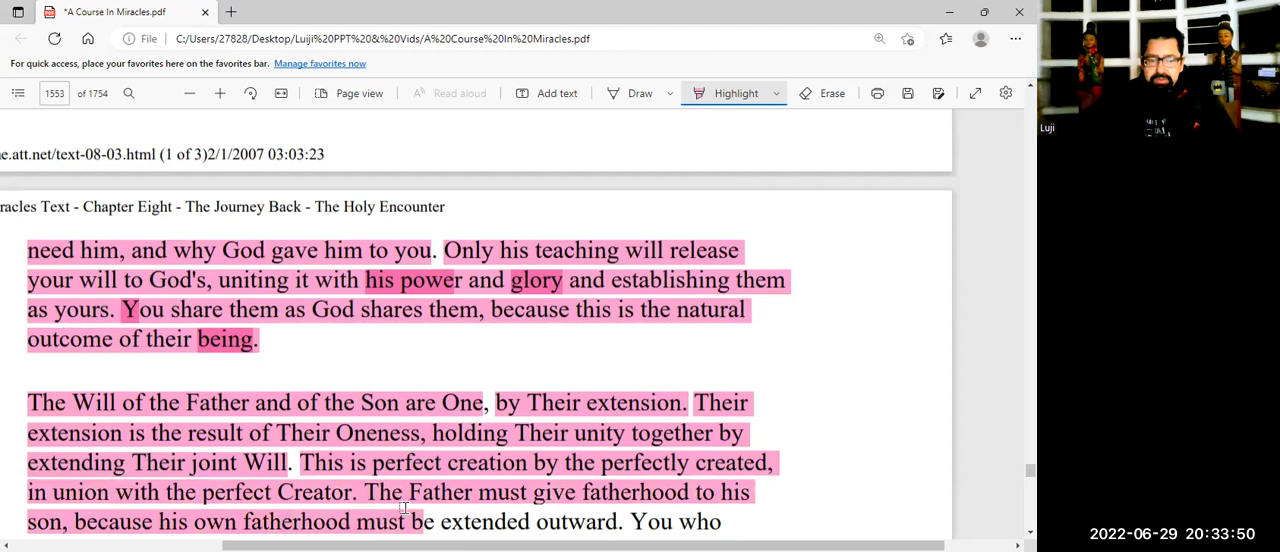 *A Course In Miracles.pdf
File
C:/Users/27828/Desktop/Luiji%20PPT%20&%20Vids/A%20Course%20In%20Miracles.pdf
For quick access, place your favorites here on the favorites bar. Manage favorites now
1553 of 1754 Page view Read aloud Add text Draw Highlight Erase
e.att.net/text-08-03.html (1 of 3)2/1/2007 03:03:23
racles Text - Chapter Eight - The Journey Back - The Holy Encounter
need him, and why God gave him to you. Only his teaching will release
your will to God's, uniting it with his power and glory and establishing them
as yours. You share them as God shares them, because this is the natural
outcome of their being.
The Will of the Father and of the Son are One, by Their extension. Their
extension is the result of Their Oneness, holding Their unity together by
extending Their joint Will. This is perfect creation by the perfectly created,
in union with the perfect Creator. The Father must give fatherhood to his
son, because his own fatherhood must be extended outward. You who
Luji
2022-06-29 20:33:50